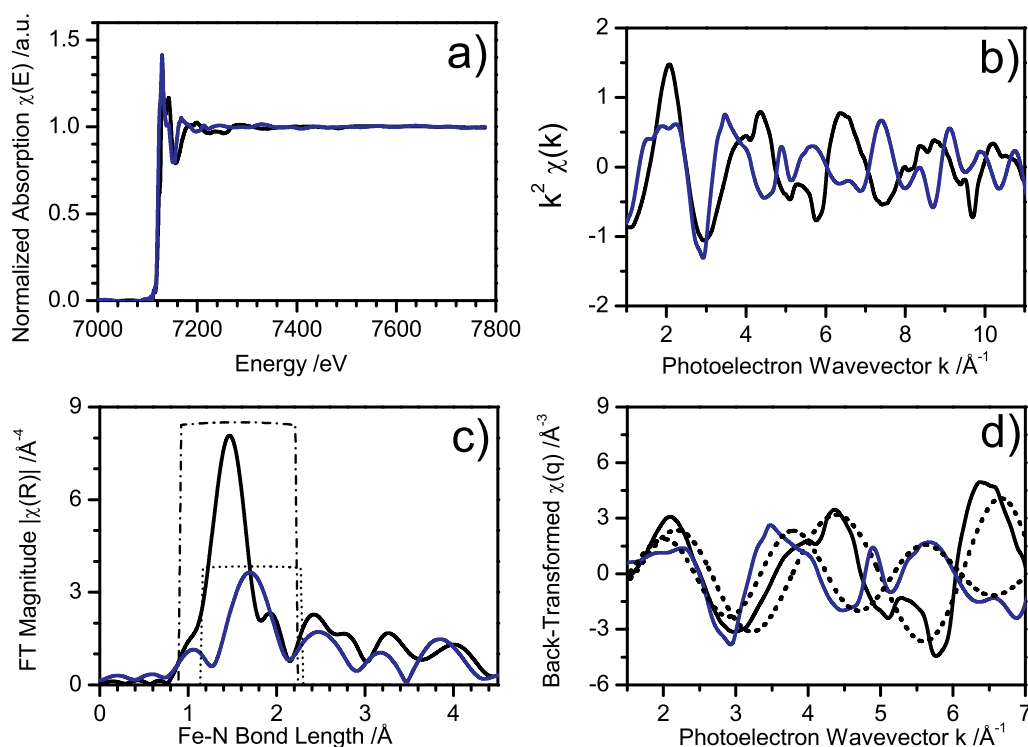 a)
1.5
1.0
0.5
0.0
Normalized Absorption χ(E) /a.u.
7000 7200 7400 7600 7800
Energy /eV
b)
2
1
0
-1
-2
k² χ(k)
2 4 6 8 10
Photoelectron Wavevector k /Å⁻¹
c)
9
6
3
0
FT Magnitude |χ(R)| /Å⁻⁴
0 1 2 3 4
Fe-N Bond Length /Å
d)
9
6
3
0
-3
-6
Back-Transformed χ(q) /Å⁻³
2 3 4 5 6 7
Photoelectron Wavevector k /Å⁻¹